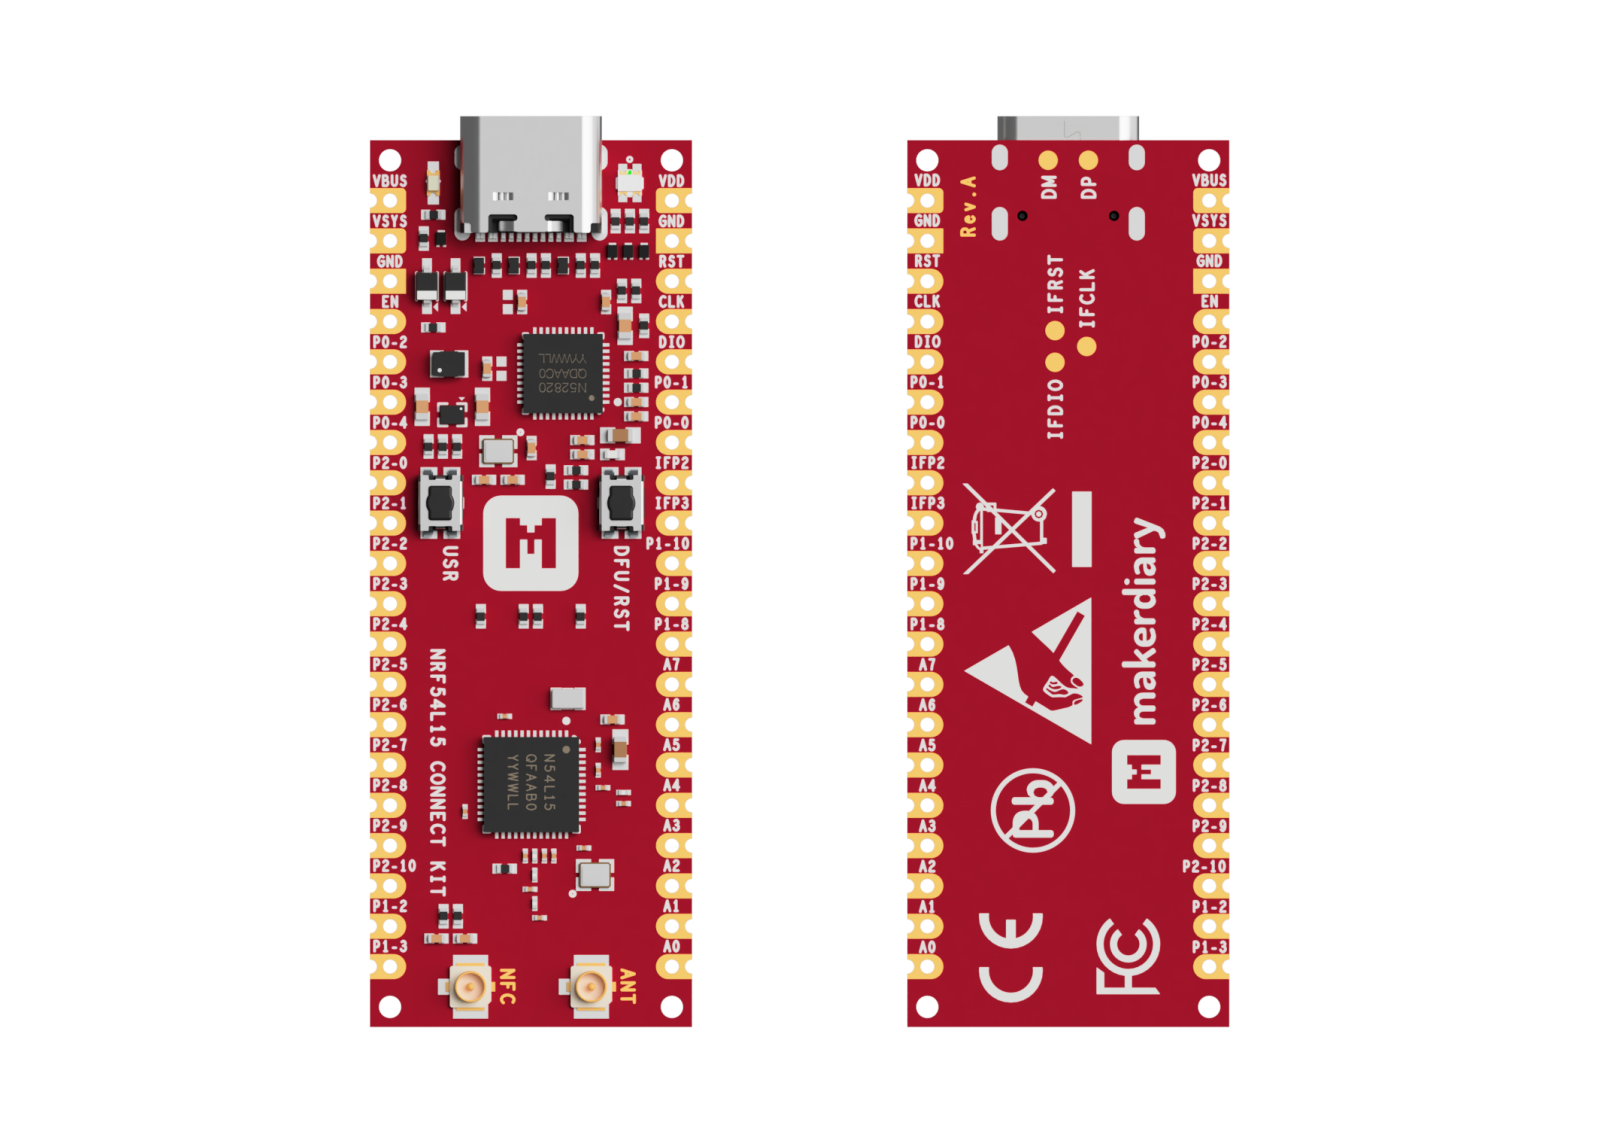 VBUS
VSYS
GND
EN
P0-2
P0-3
P0-4
P2-0
P2-1
P2-2
P2-3
P2-4
P2-5
P2-6
P2-7
P2-8
P2-9
P2-10
P1-2
P1-3
N52820
QDAAC0
YYWWLL
USR
DFU/RST
NRF54L15 CONNECT KIT
N54L15
QFAAB0
YYWWLL
NFC
ANT
VDD
GND
RST
CLK
DIO
P0-1
P0-0
IFP2
IFP3
P1-10
P1-9
P1-8
A7
A6
A5
A4
A3
A2
A1
A0
VDD
GND
RST
CLK
DIO
P0-1
P0-0
IFP2
IFP3
P1-10
P1-9
P1-8
A7
A6
A5
A4
A3
A2
A1
A0
Rev.A
DM
DP
IFRST
IFCLK
IFDIO
makerdiary
Pb
CE
FC
VBUS
VSYS
GND
EN
P0-2
P0-3
P0-4
P2-0
P2-1
P2-2
P2-3
P2-4
P2-5
P2-6
P2-7
P2-8
P2-9
P2-10
P1-2
P1-3